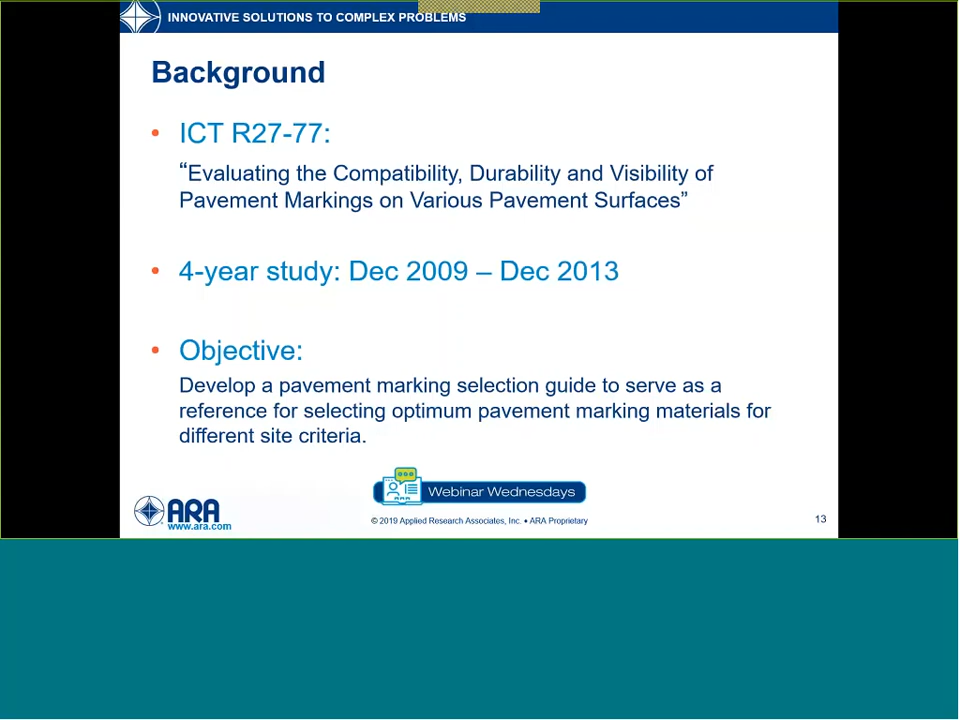 INNOVATIVE SOLUTIONS TO COMPLEX PROBLEMS
Background
• ICT R27-77:
“Evaluating the Compatibility, Durability and Visibility of
Pavement Markings on Various Pavement Surfaces”
• 4-year study: Dec 2009 – Dec 2013
• Objective:
Develop a pavement marking selection guide to serve as a
reference for selecting optimum pavement marking materials for
different site criteria.
Webinar Wednesdays
ARA
www.ara.com
© 2019 Applied Research Associates, Inc. • ARA Proprietary
13